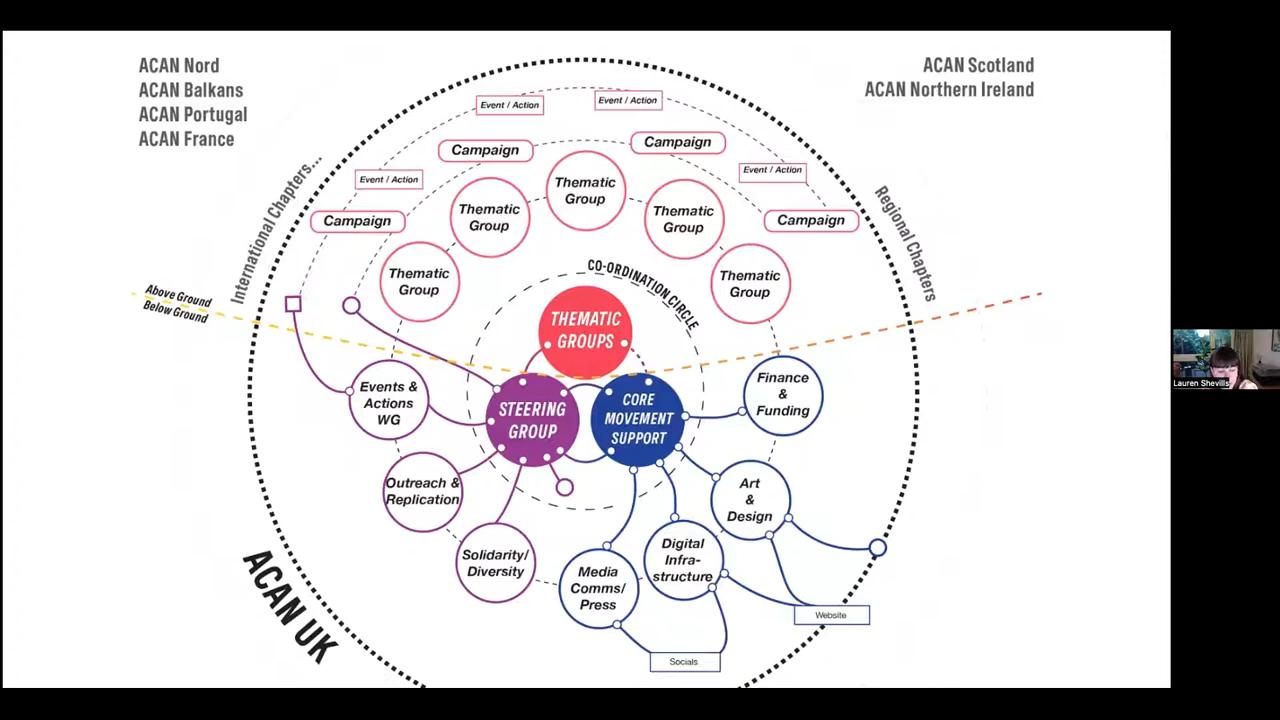 ACAN Nord
ACAN Balkans
ACAN Portugal
ACAN France
ACAN Scotland
ACAN Northern Ireland
International Chapters...
Regional Chapters
Event / Action
Event / Action
Event / Action
Event / Action
Campaign
Campaign
Campaign
Campaign
Thematic
Group
Thematic
Group
Thematic
Group
Thematic
Group
Thematic
Group
CO-ORDINATION CIRCLE
Above Ground
Below Ground
THEMATIC
GROUPS
STEERING
GROUP
CORE
MOVEMENT
SUPPORT
Events &
Actions
WG
Outreach &
Replication
Solidarity/
Diversity
Media
Comms/
Press
Digital
Infra-
structure
Art
&
Design
Finance
&
Funding
Website
Socials
ACAN UK
Lauren Shevills